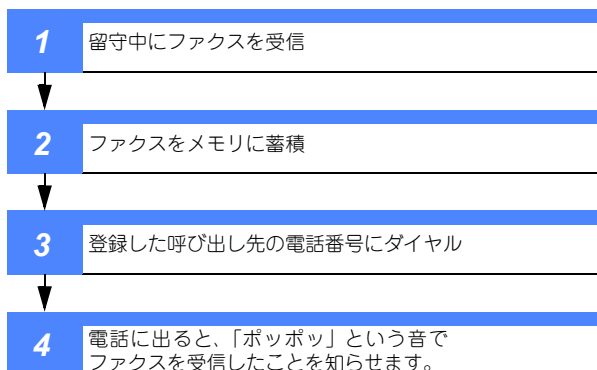 1 留守中にファクスを受信
2 ファクスをメモリに蓄積
3 登録した呼び出し先の電話番号にダイヤル
4 電話に出ると、「ポッポッ」という音で
ファクスを受信したことを知らせます。